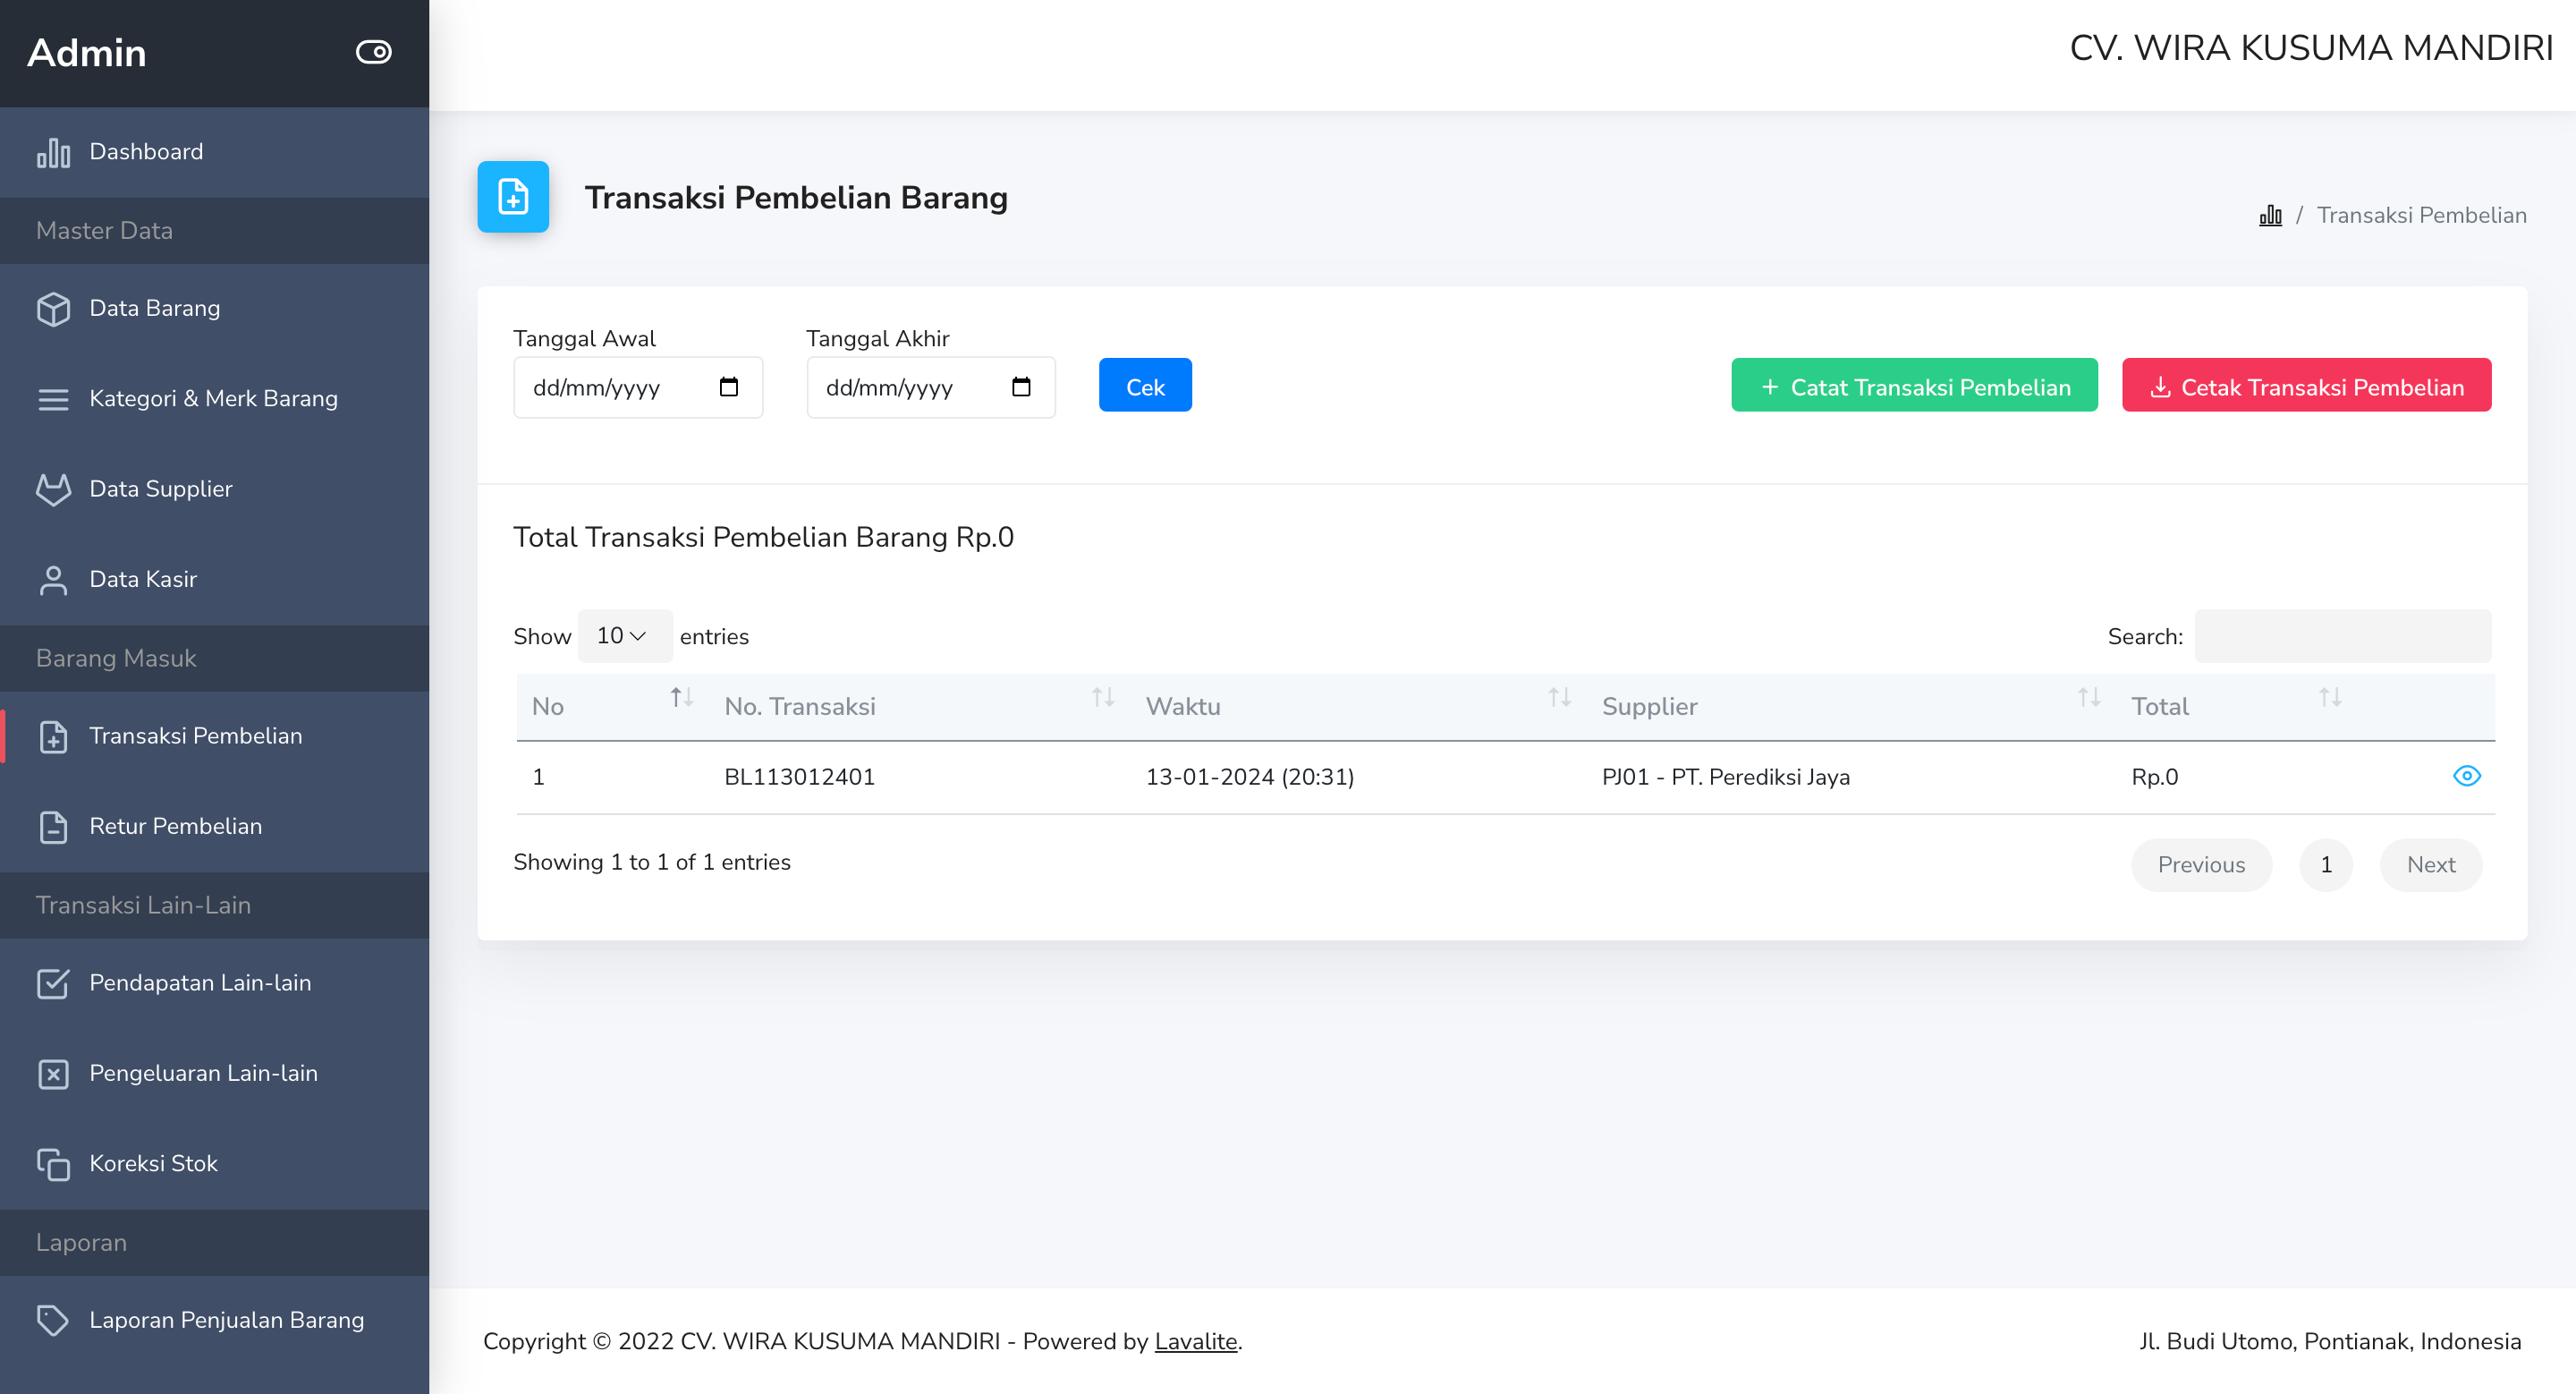 Admin
CV. WIRA KUSUMA MANDIRI
Dashboard
Master Data
Data Barang
Kategori & Merk Barang
Data Supplier
Data Kasir
Barang Masuk
Transaksi Pembelian
Retur Pembelian
Transaksi Lain-Lain
Pendapatan Lain-lain
Pengeluaran Lain-lain
Koreksi Stok
Laporan
Laporan Penjualan Barang
Transaksi Pembelian Barang
/ Transaksi Pembelian
Tanggal Awal Tanggal Akhir
dd/mm/yyyy dd/mm/yyyy Cek + Catat Transaksi Pembelian Cetak Transaksi Pembelian
Total Transaksi Pembelian Barang Rp.0
Show 10 entries Search:
No No. Transaksi Waktu Supplier Total
1 BL113012401 13-01-2024 (20:31) PJ01 - PT. Perediksi Jaya Rp.0
Showing 1 to 1 of 1 entries Previous 1 Next
Copyright © 2022 CV. WIRA KUSUMA MANDIRI - Powered by Lavalite. Jl. Budi Utomo, Pontianak, Indonesia